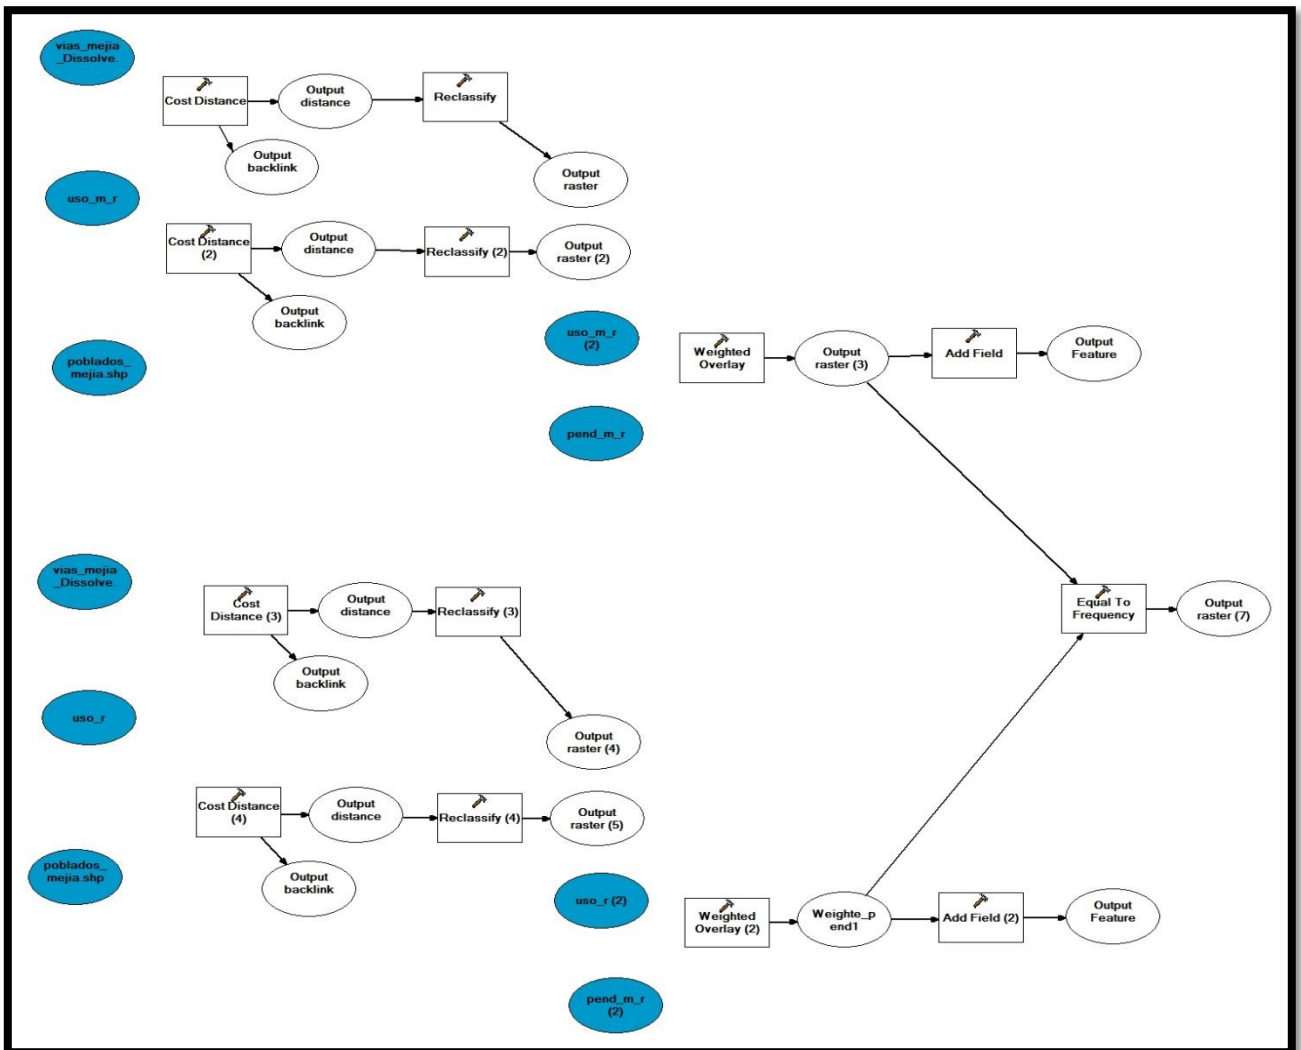 vias_mejia
_Dissolve.
Cost Distance
Output
distance
Reclassify
Output
backlink
Output
raster
uso_m_r
Cost Distance
(2)
Output
distance
Reclassify (2)
Output
raster (2)
Output
backlink
poblados_
mejia.shp
uso_m_r
(2)
pend_m_r
Weighted
Overlay
Output
raster (3)
Add Field
Output
Feature
vias_mejia
_Dissolve.
Cost
Distance (3)
Output
distance
Reclassify (3)
Output
backlink
Output
raster (4)
Equal To
Frequency
Output
raster (7)
uso_r
Cost Distance
(4)
Output
distance
Reclassify (4)
Output
raster (5)
Output
backlink
poblados_
mejia.shp
uso_r (2)
pend_m_r
(2)
Weighted
Overlay (2)
Weighte_p
end1
Add Field (2)
Output
Feature